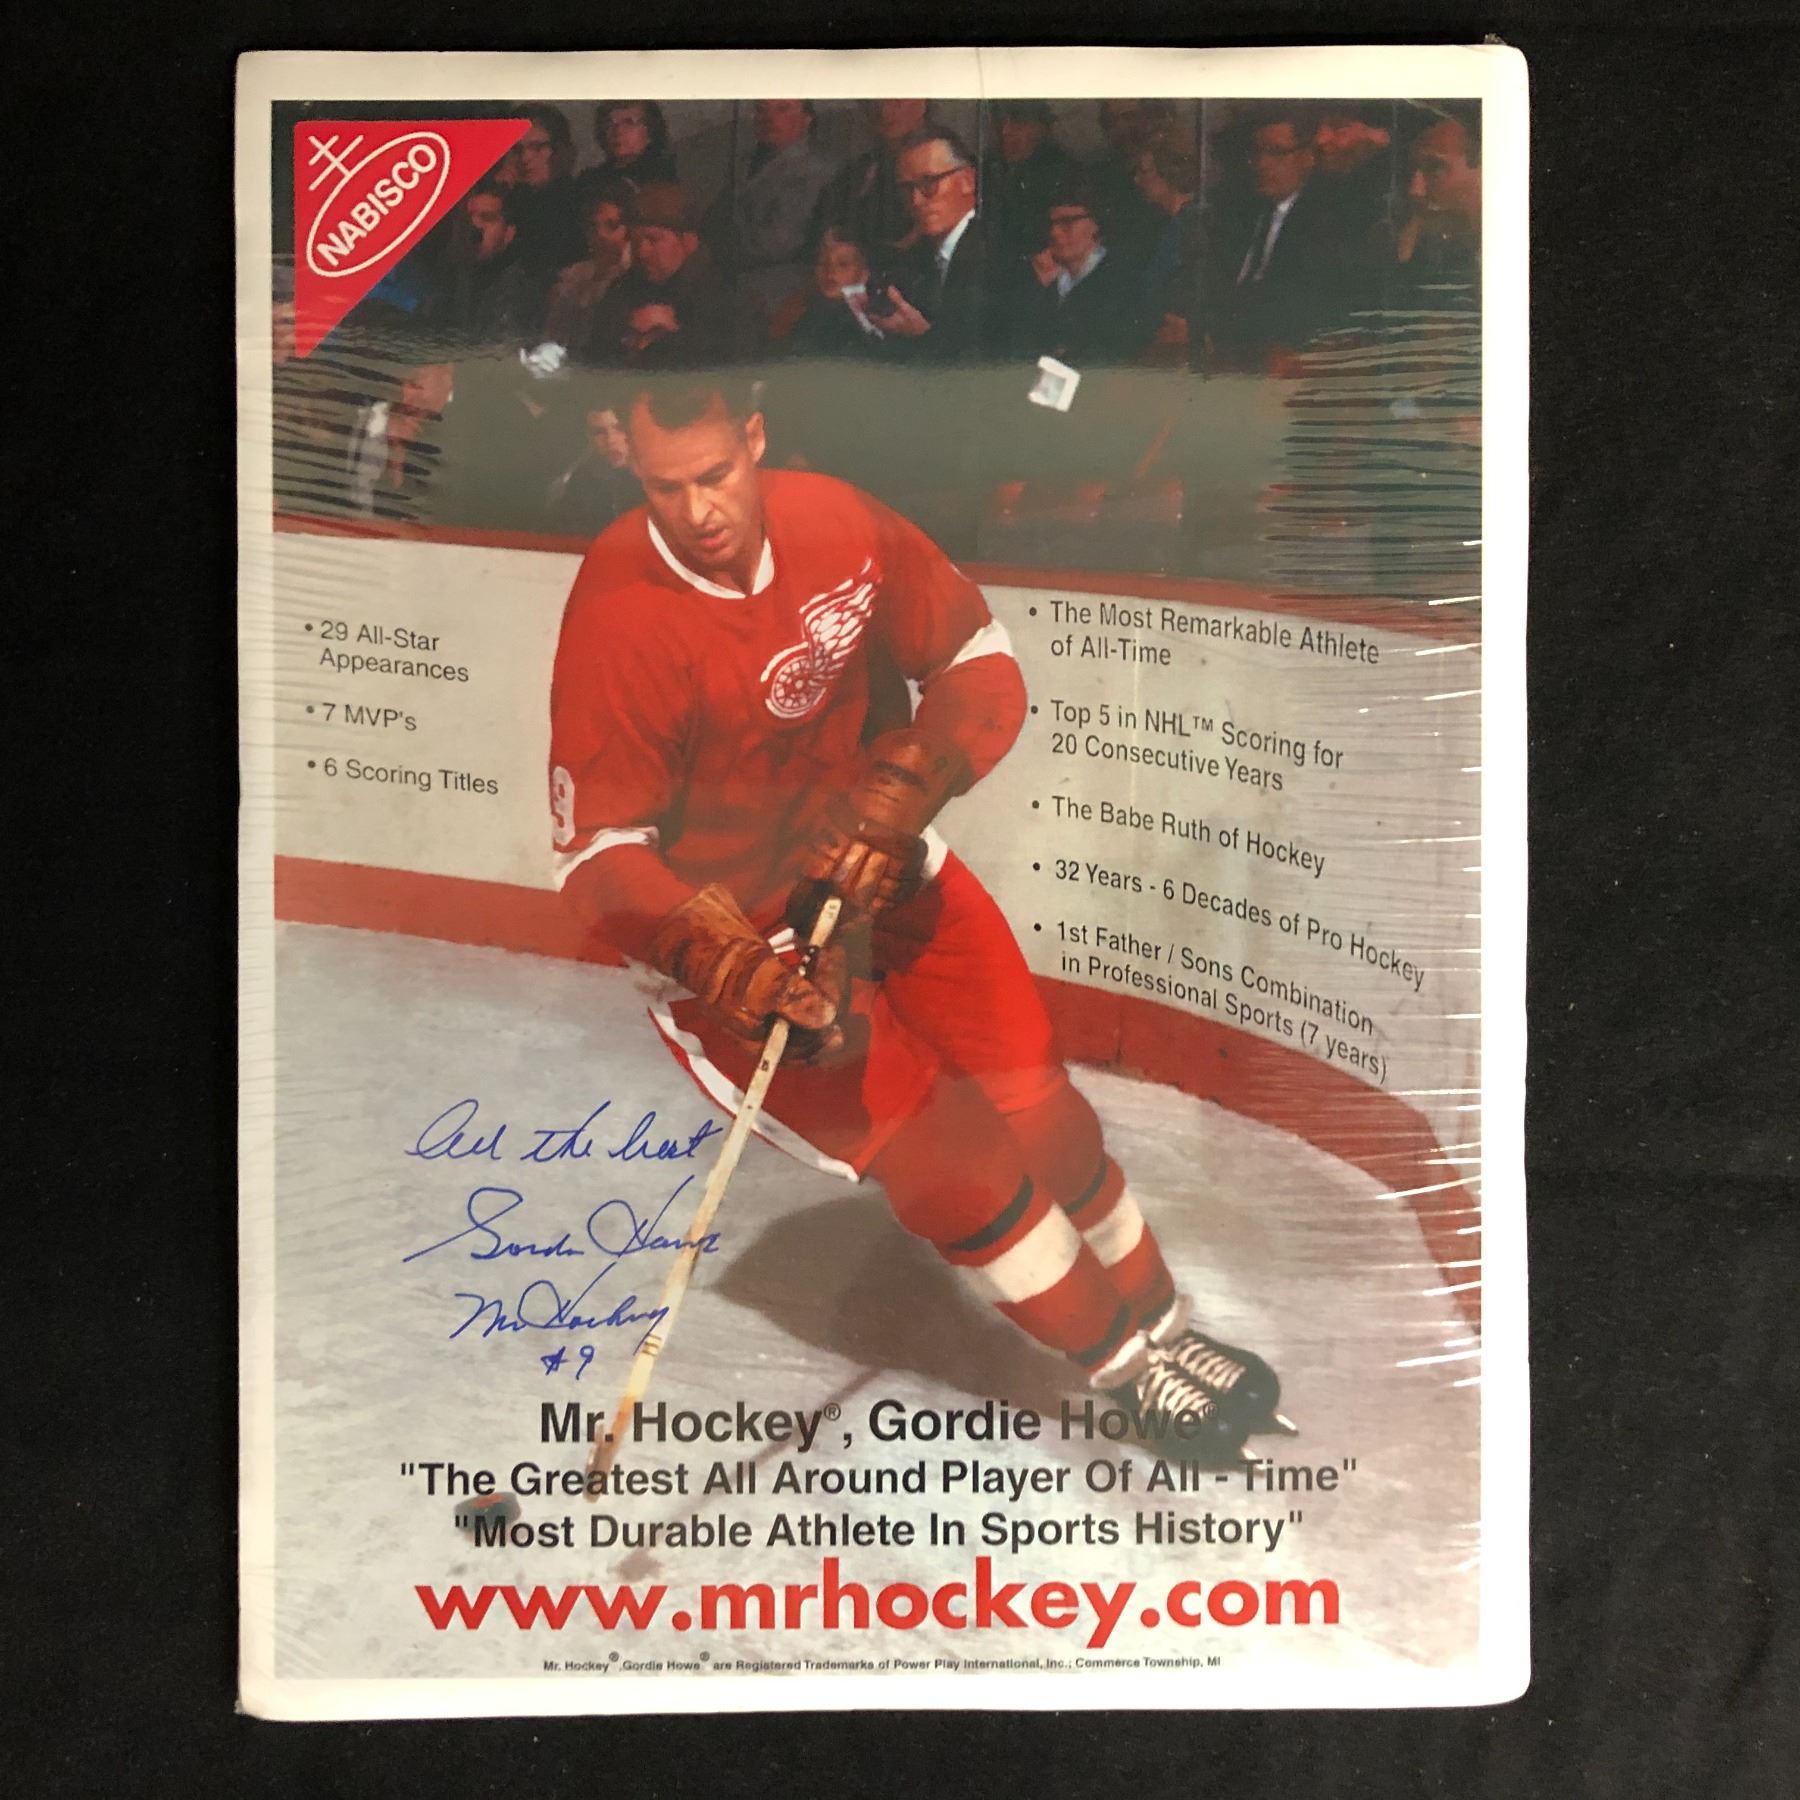 NABISCO
• 29 All-Star
Appearances
• 7 MVP's
• 6 Scoring Titles
• The Most Remarkable Athlete
of All-Time
• Top 5 in NHL™ Scoring for
20 Consecutive Years
• The Babe Ruth of Hockey
• 32 Years - 6 Decades of Pro Hockey
• 1st Father / Sons Combination
in Professional Sports (7 years)
9
All the best
Gordie Howe
Mr Hockey
#9
Mr. Hockey®, Gordie Howe®
"The Greatest All Around Player Of All - Time"
"Most Durable Athlete In Sports History"
www.mrhockey.com
Mr. Hockey®,Gordie Howe® are Registered Trademarks of Power Play International, Inc.; Commerce Township, MI